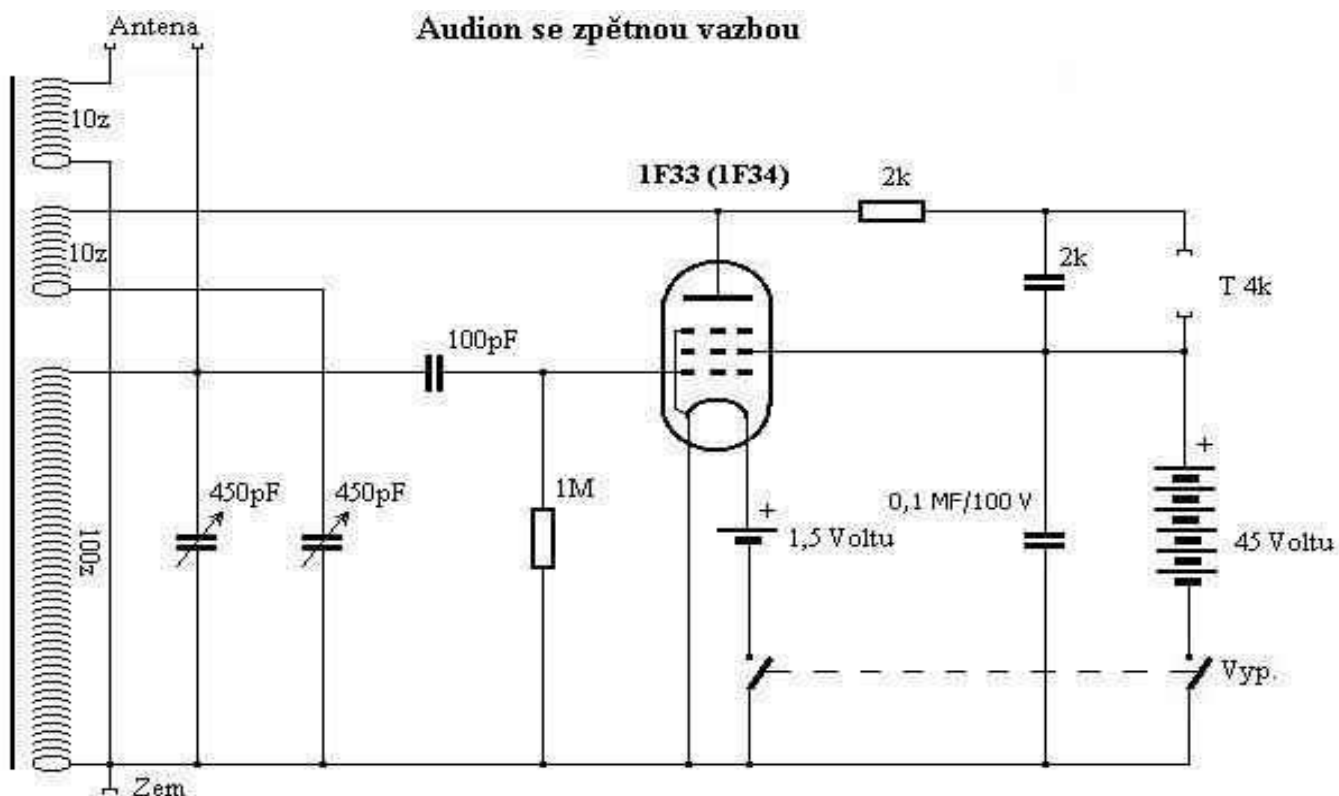 Antena
Audion se zpětnou vazbou
10z
1F33 (1F34)
2k
10z
2k
T 4k
100pF
+
450pF
450pF
1M
+
0,1 MF/100 V
1,5 Voltu
45 Voltu
100z
Vyp.
Zem